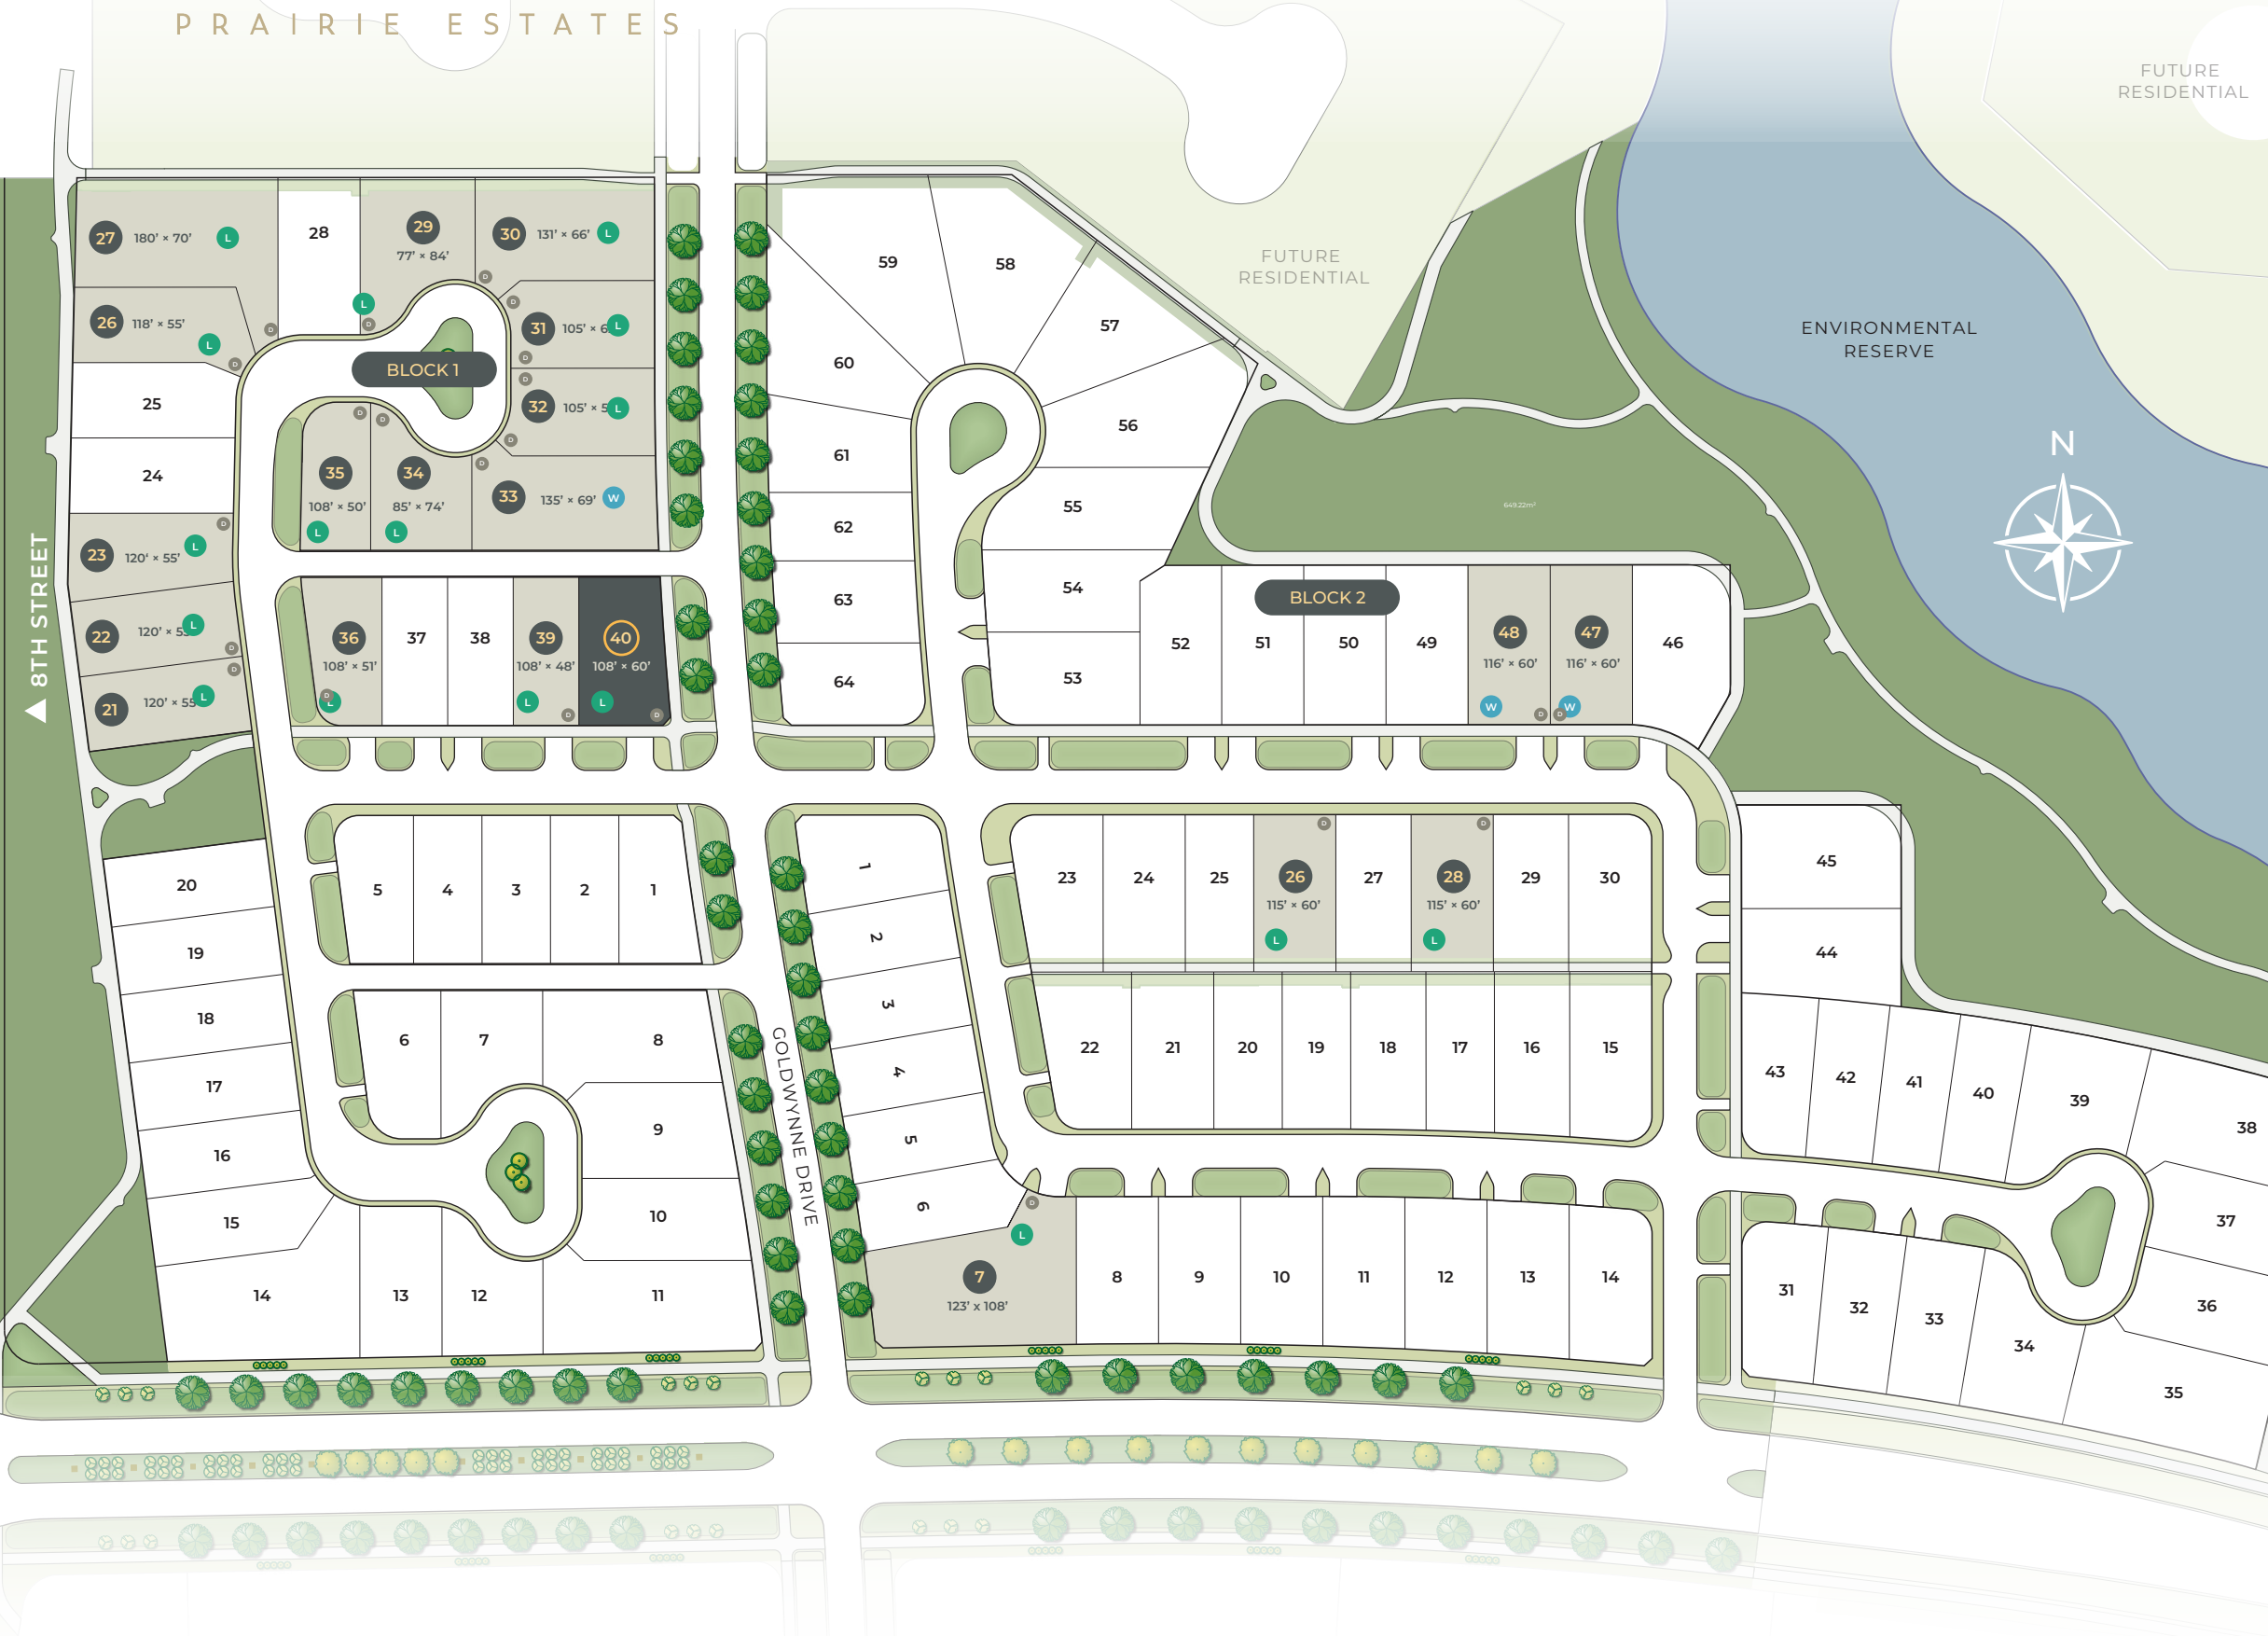 PRAIRIE ESTATES
FUTURE
RESIDENTIAL
FUTURE
RESIDENTIAL
ENVIRONMENTAL
RESERVE
N
649.22m²
8TH STREET
GOLDWYNNE DRIVE
BLOCK 1
27 180' × 70' L
28
29
77' × 84'
L
D
30 131' × 66' L
D
26 118' × 55'
L
D
D
31 105' × 6 L
D
D
25
32 105' × 5 L
D
D
24
35
108' × 50'
L
D
34
85' × 74'
L
D
33 135' × 69' W
D
23 120' × 55' L
D
22 120' × 55 L
D
21 120' × 55 L
D
36
108' × 51'
D
L
37
38
39
108' × 48'
L
D
40
108' × 60'
L
D
20
19
18
17
16
15
14
13
12
11
10
9
8
7
6
5
4
3
2
1
BLOCK 2
59
58
57
56
55
54
53
60
61
62
63
64
52
51
50
49
48
116' × 60'
W
D
47
116' × 60'
D
W
46
45
44
43
42
41
40
39
38
37
36
35
34
33
32
31
23
24
25
26
115' × 60'
L
D
27
28
115' × 60'
L
D
29
30
22
21
20
19
18
17
16
15
1
2
3
4
5
6
7
123' x 108'
L
D
8
9
10
11
12
13
14